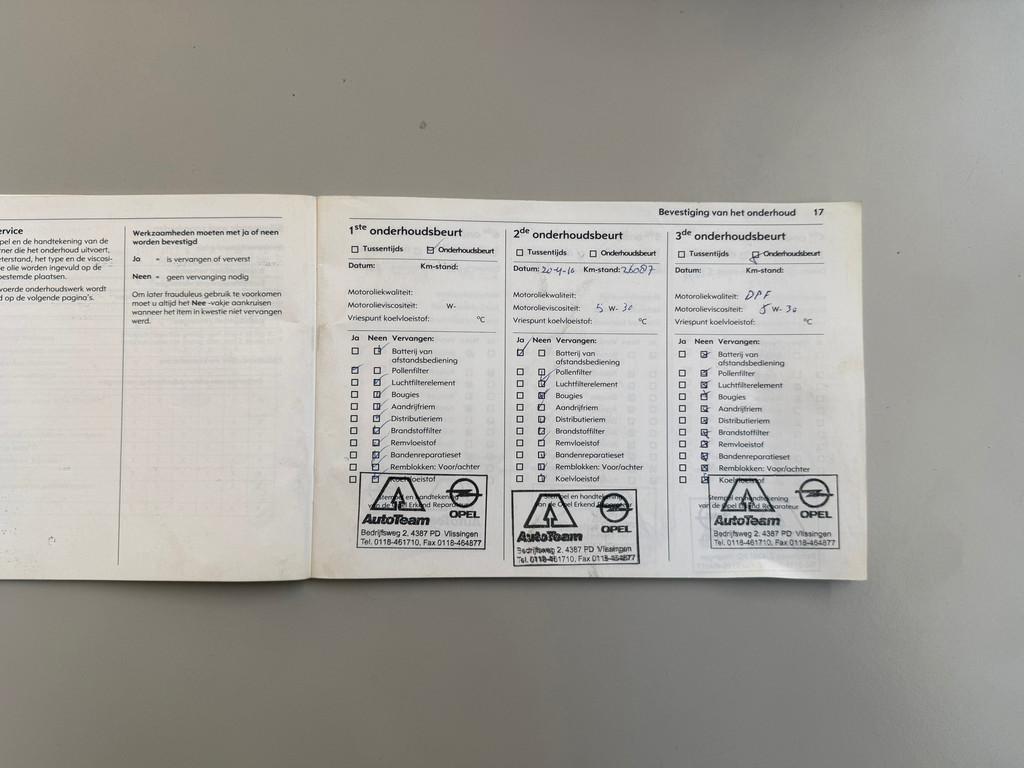 ervice
pel en de handtekening van de
ner die het onderhoud uitvoert,
eterstand, het type en de viscosi-
e olie worden ingevuld op de
bestemde plaatsen.
voerde onderhoudswerk wordt
d op de volgende pagina's.
Werkzaamheden moeten met ja of neen
worden bevestigd
Ja = is vervangen of ververst
Neen = geen vervanging nodig
Om later frauduleus gebruik te voorkomen
moet u altijd het Nee -vakje aankruisen
wanneer het item in kwestie niet vervangen
werd.
Bevestiging van het onderhoud 17
1ste onderhoudsbeurt
Tussentijds Onderhoudsbeurt
Datum: Km-stand:
Motoroliekwaliteit:
Motorolieviscositeit: W-
Vriespunt koelvloeistof: °C
Ja Neen Vervangen:
Batterij van
afstandsbediening
Pollenfilter
Luchtfilterelement
Bougies
Aandrijfriem
Distributieriem
Brandstoffilter
Remvloeistof
Bandenreparatieset
Remblokken: Voor/achter
Koelvloeistof
Stempel en handtekening
AutoTeam OPEL
Bedrijfsweg 2, 4387 PD Vlissingen
Tel. 0118-461710, Fax 0118-464877
2de onderhoudsbeurt
Tussentijds Onderhoudsbeurt
Datum: 20-4-16 Km-stand: 26087
Motoroliekwaliteit:
Motorolieviscositeit: 5 W- 30
Vriespunt koelvloeistof: °C
Ja Neen Vervangen:
Batterij van
afstandsbediening
Pollenfilter
Luchtfilterelement
Bougies
Aandrijfriem
Distributieriem
Brandstoffilter
Remvloeistof
Bandenreparatieset
Remblokken: Voor/achter
Koelvloeistof
van de Opel Erkend Reparateur
AutoTeam OPEL
Bedrijfsweg 2, 4387 PD Vlissingen
Tel. 0118-461710, Fax 0118-464877
3de onderhoudsbeurt
Tussentijds Onderhoudsbeurt
Datum: Km-stand:
Motoroliekwaliteit: DPF
Motorolieviscositeit: 5 W- 30
Vriespunt koelvloeistof: °C
Ja Neen Vervangen:
Batterij van
afstandsbediening
Pollenfilter
Luchtfilterelement
Bougies
Aandrijfriem
Distributieriem
Brandstoffilter
Remvloeistof
Bandenreparatieset
Remblokken: Voor/achter
Koelvloeistof
Stempel en handtekening
van de Opel Erkend Reparateur
AutoTeam OPEL
Bedrijfsweg 2, 4387 PD Vlissingen
Tel. 0118-461710, Fax 0118-464877